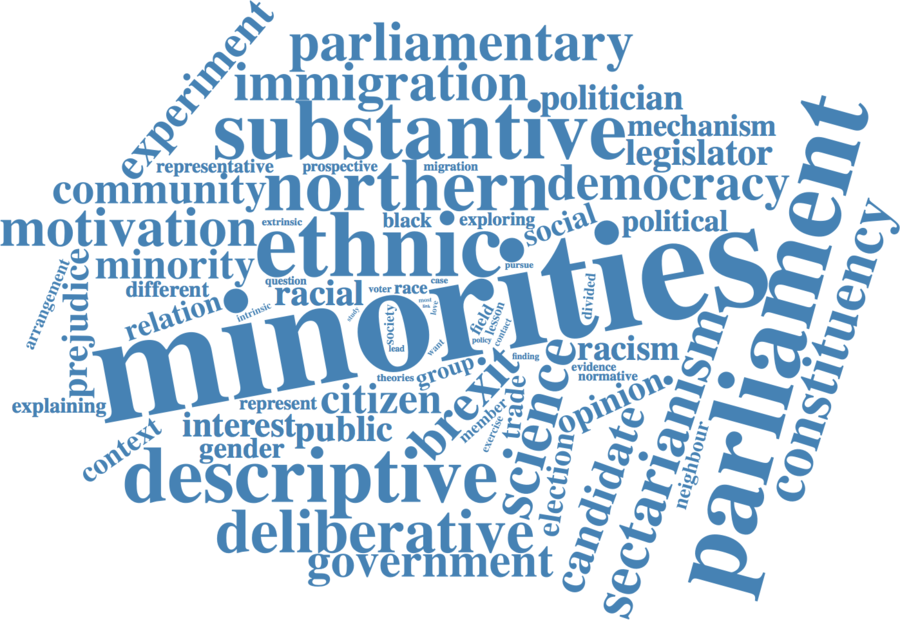 experiment
parliamentary
immigration
politician
substantive
mechanism
legislator
parliament
representative
prospective
migration
community
northern
democracy
motivation
extrinsic
black
exploring
social
political
constituency
ethnic
minority
pursue
arrangement
prejudice
different
question
racial
voter
race
case
divided
minorities
relation
intrinsic
study
society
most
link
love
field
lesson
contact
policy
lead
want
finding
racism
evidence
normative
theories
group
brexit
science
explaining
represent
citizen
trade
opinion
member
exercise
context
interest
public
gender
election
candidate
sectarianism
neighbour
descriptive
deliberative
government